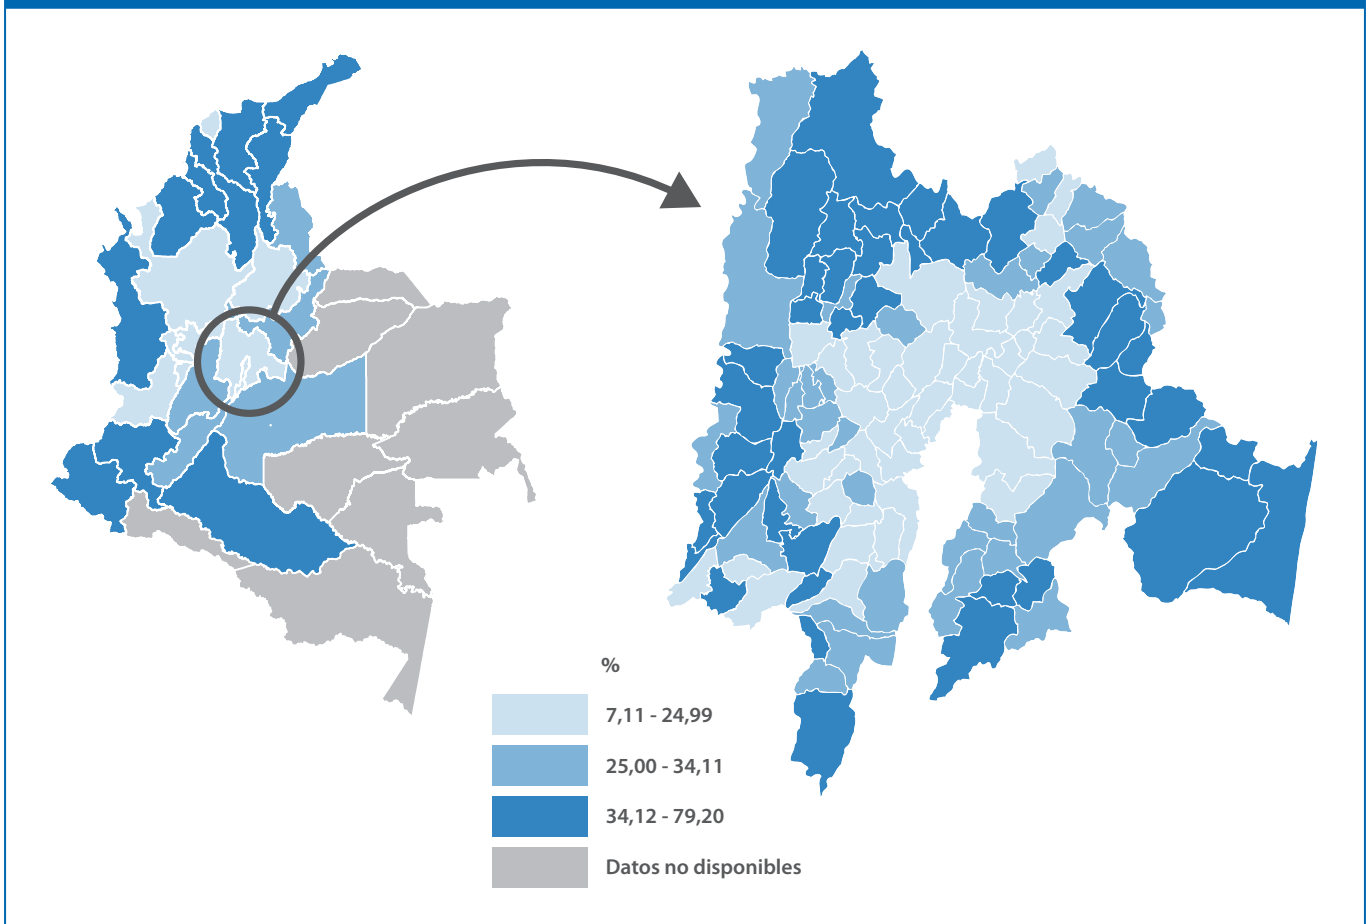 %
7,11 - 24,99
25,00 - 34,11
34,12 - 79,20
Datos no disponibles